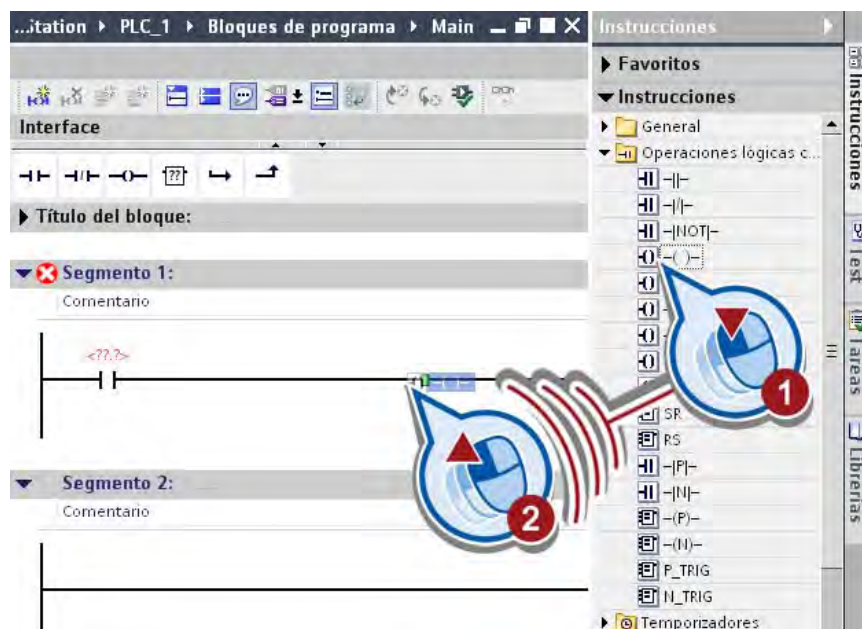 ...itation ▸ PLC_1 ▸ Bloques de programa ▸ Main
Interface
??
Título del bloque:
Segmento 1:
Comentario
<??.?>
Segmento 2:
Comentario
2
Instrucciones
Favoritos
Instrucciones
General
Operaciones lógicas c...
-||-
-|/|-
-|NOT|-
-( )-
1
SR
RS
-|P|-
-|N|-
-(P)-
-(N)-
P_TRIG
N_TRIG
Temporizadores
Instrucciones
Test
Tareas
Librerías